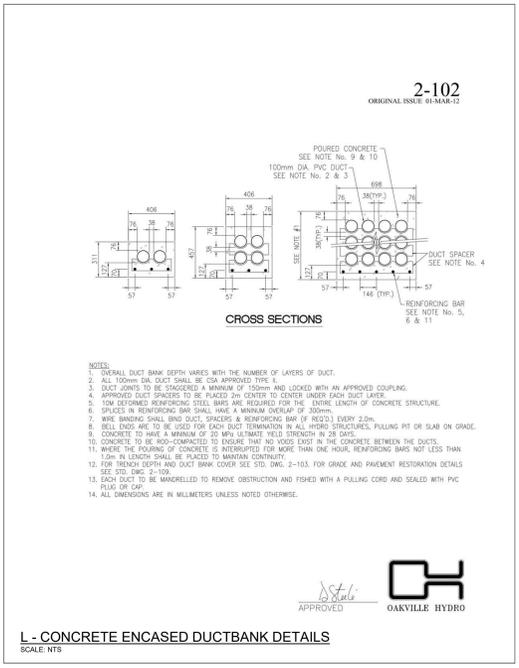 2-102
ORIGINAL ISSUE 01-MAR-12
POURED CONCRETE
SEE NOTE No. 9 & 10
100mm DIA. PVC DUCT
SEE NOTE No. 2 & 3
698
38(TYP.)
76 76
406
76 38 76
406
76 38 76
76
311
127
70
57 57
76
457
38
127
70
57 57
76
SEE NOTE #1
38(TYP.)
127
70
57 57
146 (TYP.)
DUCT SPACER
SEE NOTE No. 4
REINFORCING BAR
SEE NOTE No. 5,
6 & 11
CROSS SECTIONS
NOTES:
1. OVERALL DUCT BANK DEPTH VARIES WITH THE NUMBER OF LAYERS OF DUCT.
2. ALL 100mm DIA. DUCT SHALL BE CSA APPROVED TYPE II.
3. DUCT JOINTS TO BE STAGGERED A MINIMUN OF 150mm AND LOCKED WITH AN APPROVED COUPLING.
4. APPROVED DUCT SPACERS TO BE PLACED 2m CENTER TO CENTER UNDER EACH DUCT LAYER.
5. 10M DEFORMED REINFORCING STEEL BARS ARE REQUIRED FOR THE ENTIRE LENGTH OF CONCRETE STRUCTURE.
6. SPLICES IN REINFORCING BAR SHALL HAVE A MINIMUM OVERLAP OF 300mm.
7. WIRE BANDING SHALL BIND DUCT, SPACERS & REINFORCING BAR (IF REQ'D.) EVERY 2.0m.
8. BELL ENDS ARE TO BE USED FOR EACH DUCT TERMINATION IN ALL HYDRO STRUCTURES, PULLING PIT OR SLAB ON GRADE.
9. CONCRETE TO HAVE A MINIMUN OF 20 MPa ULTIMATE YIELD STRENGTH IN 28 DAYS.
10. CONCRETE TO BE ROD-COMPACTED TO ENSURE THAT NO VOIDS EXIST IN THE CONCRETE BETWEEN THE DUCTS.
11. WHERE THE POURING OF CONCRETE IS INTERRUPTED FOR MORE THAN ONE HOUR, REINFORCING BARS NOT LESS THAN
1.0m IN LENGTH SHALL BE PLACED TO MAINTAIN CONTINUITY.
12. FOR TRENCH DEPTH AND DUCT BANK COVER SEE STD. DWG. 2-103. FOR GRADE AND PAVEMENT RESTORATION DETAILS
SEE STD. DWG. 2-109.
13. EACH DUCT TO BE MANDRELLED TO REMOVE OBSTRUCTION AND FISHED WITH A PULLING CORD AND SEALED WITH PVC
PLUG OR CAP.
14. ALL DIMENSIONS ARE IN MILLIMETERS UNLESS NOTED OTHERWISE.
APPROVED
OAKVILLE HYDRO
L - CONCRETE ENCASED DUCTBANK DETAILS
SCALE: NTS